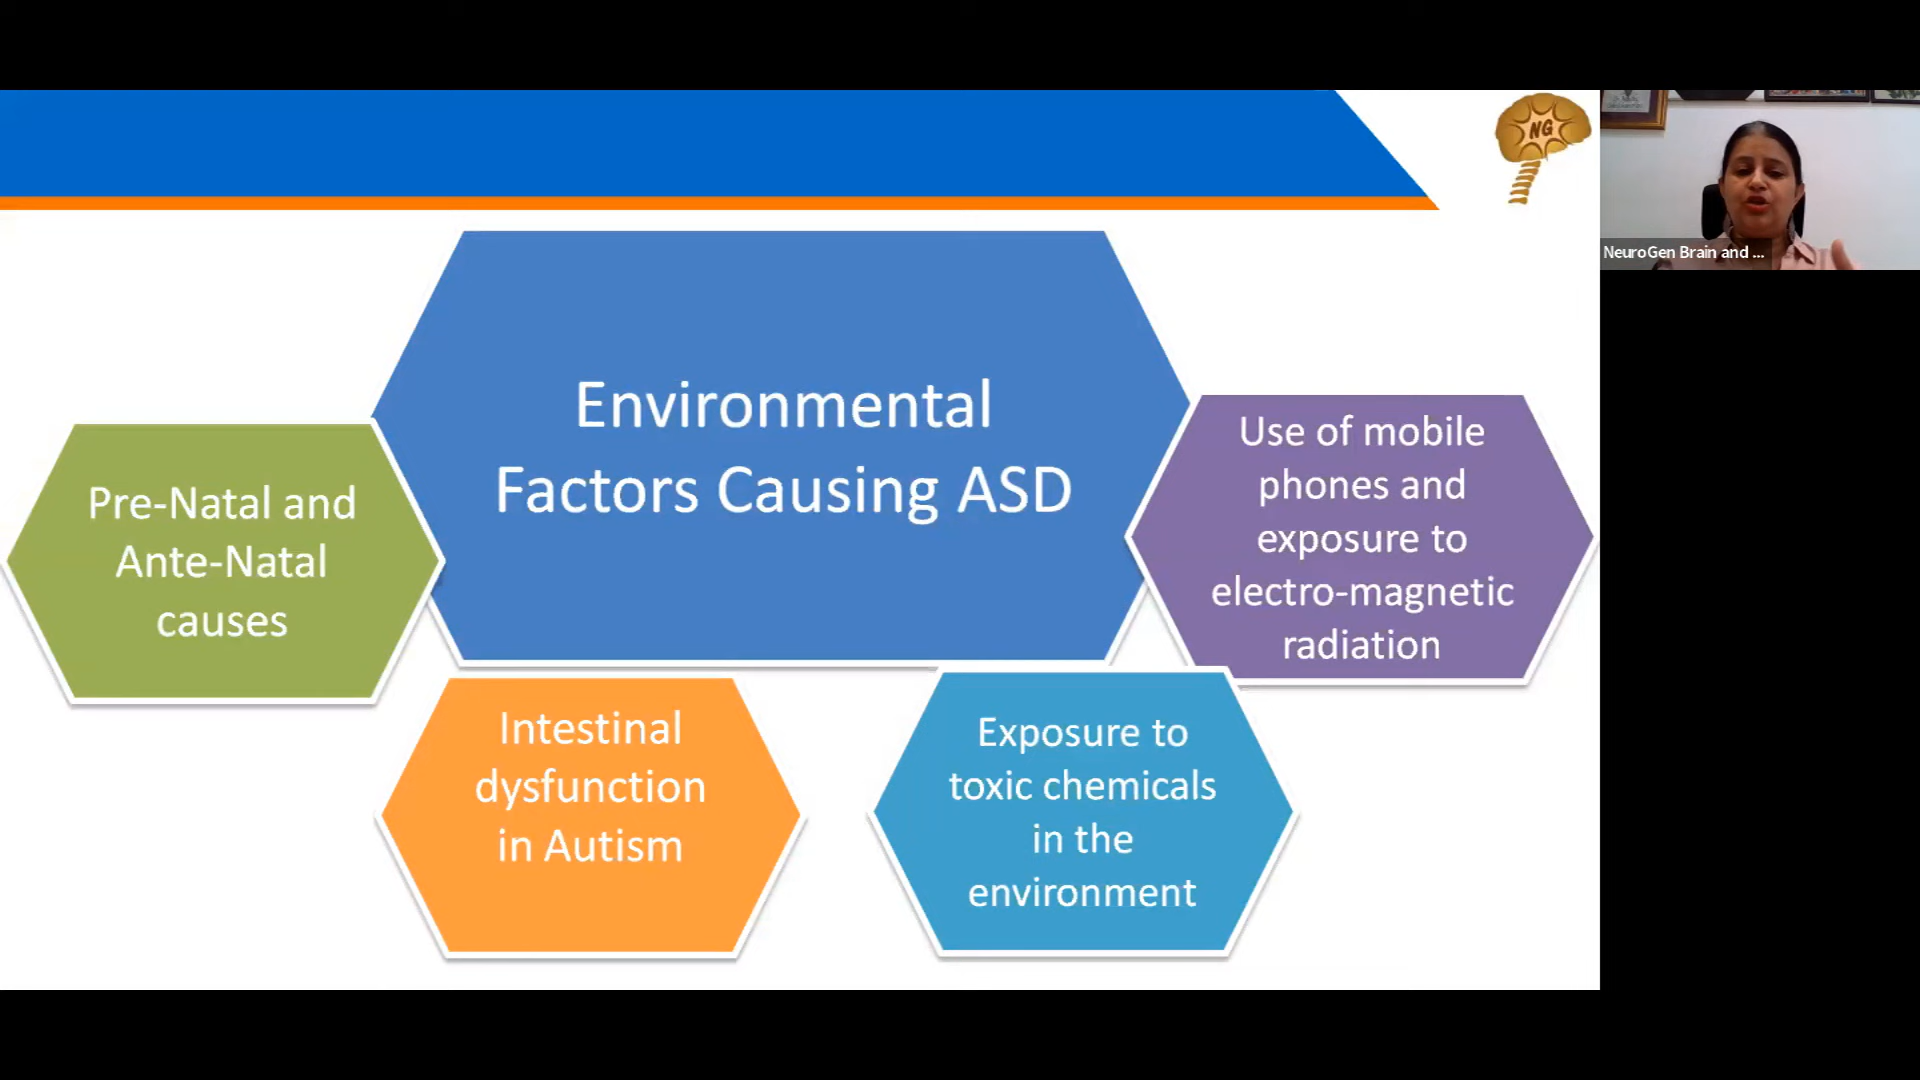 NG
NeuroGen Brain and ...
Environmental
Factors Causing ASD
Pre-Natal and
Ante-Natal
causes
Intestinal
dysfunction
in Autism
Exposure to
toxic chemicals
in the
environment
Use of mobile
phones and
exposure to
electro-magnetic
radiation